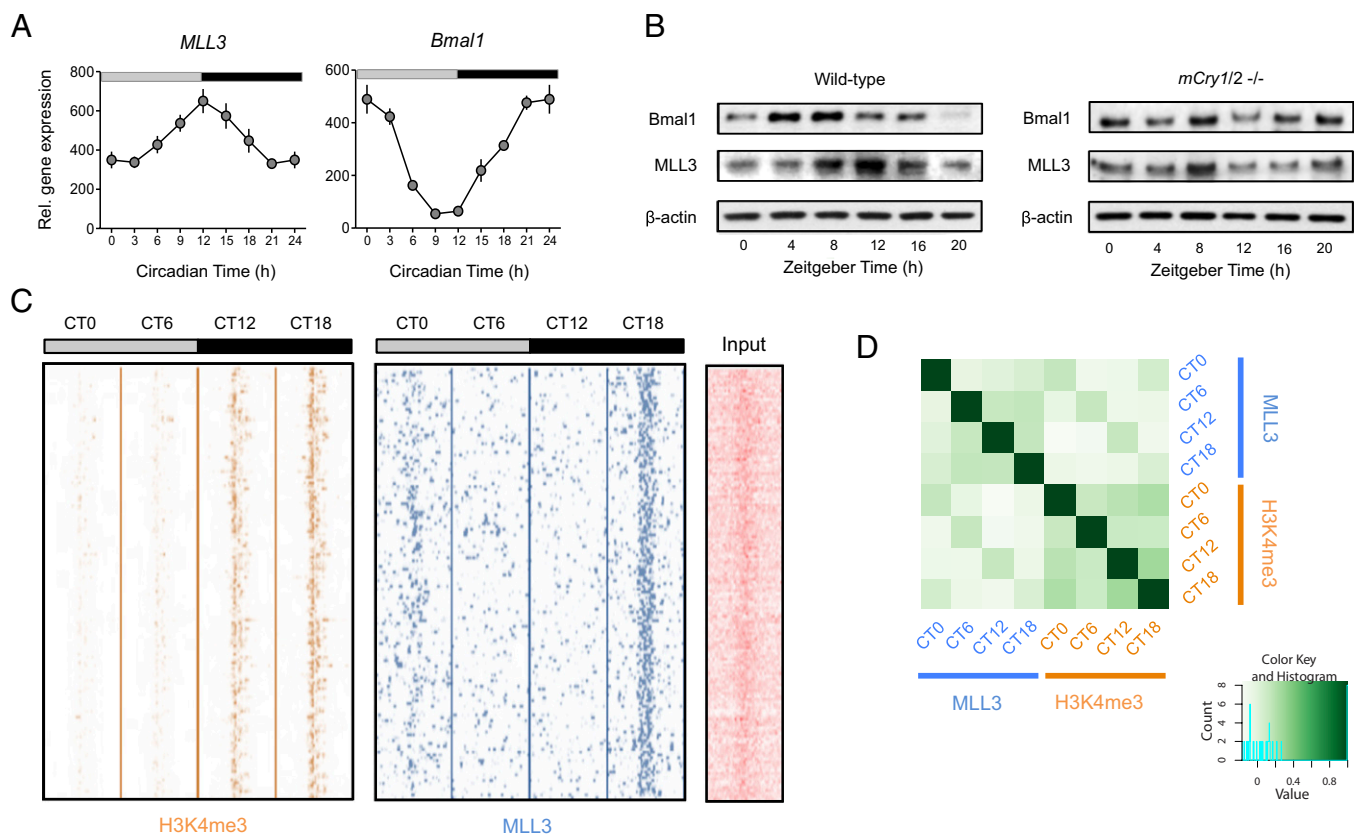 A
MLL3
Bmal1
Rel. gene expression
800
600
400
200
0
0 3 6 9 12 15 18 21 24
Circadian Time (h)
600
400
200
0
0 3 6 9 12 15 18 21 24
Circadian Time (h)
B
Wild-type
Bmal1
MLL3
β-actin
0 4 8 12 16 20
Zeitgeber Time (h)
mCry1/2 -/-
Bmal1
MLL3
β-actin
0 4 8 12 16 20
Zeitgeber Time (h)
C
CT0 CT6 CT12 CT18
H3K4me3
CT0 CT6 CT12 CT18
MLL3
Input
D
CT0
CT6
CT12
CT18
MLL3
CT0
CT6
CT12
CT18
H3K4me3
CT0 CT6 CT12 CT18 CT0 CT6 CT12 CT18
MLL3 H3K4me3
Color Key
and Histogram
Count
0 2 4 6 8
0 0.4 0.8
Value